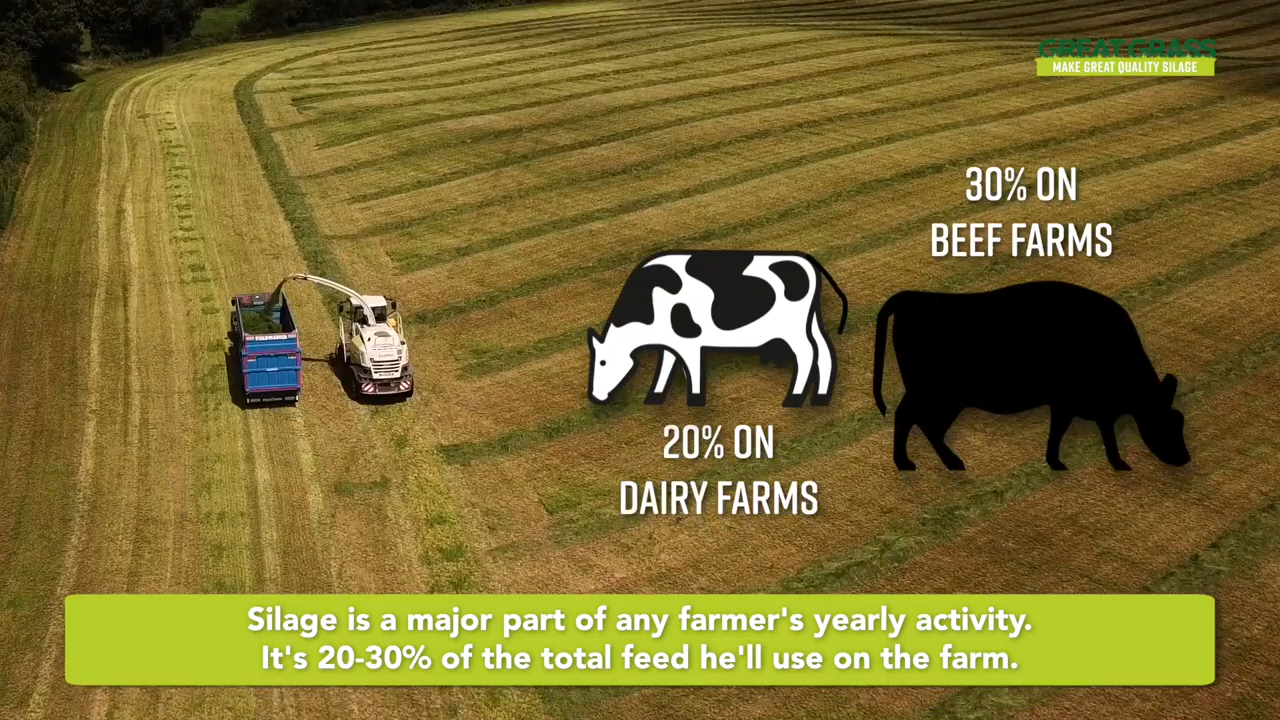 GREAT GRASS
MAKE GREAT QUALITY SILAGE
30% ON
BEEF FARMS
20% ON
DAIRY FARMS
Silage is a major part of any farmer's yearly activity.
It's 20-30% of the total feed he'll use on the farm.